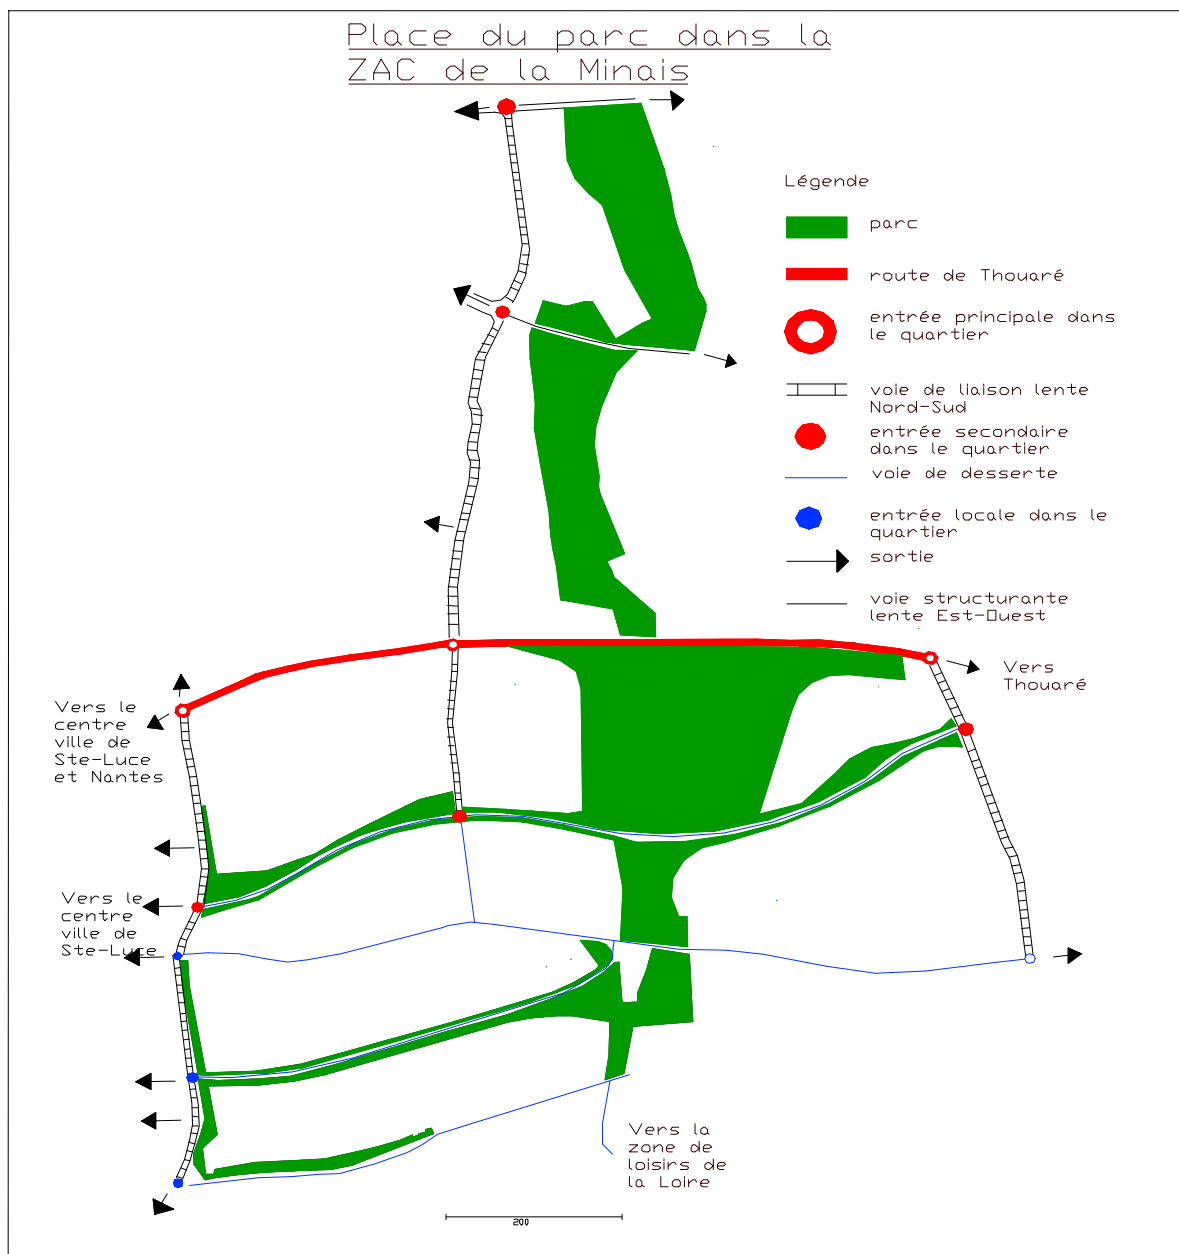 Place du parc dans la
ZAC de la Minais
Légende
parc
route de Thouaré
entrée principale dans
le quartier
voie de liaison lente
Nord-Sud
entrée secondaire
dans le quartier
voie de desserte
entrée locale dans le
quartier
sortie
voie structurante
lente Est-Ouest
Vers
Thouaré
Vers le
centre
ville de
Ste-Luce
et Nantes
Vers le
centre
ville de
Ste-Luce
Vers la
zone de
loisirs de
la Loire
200